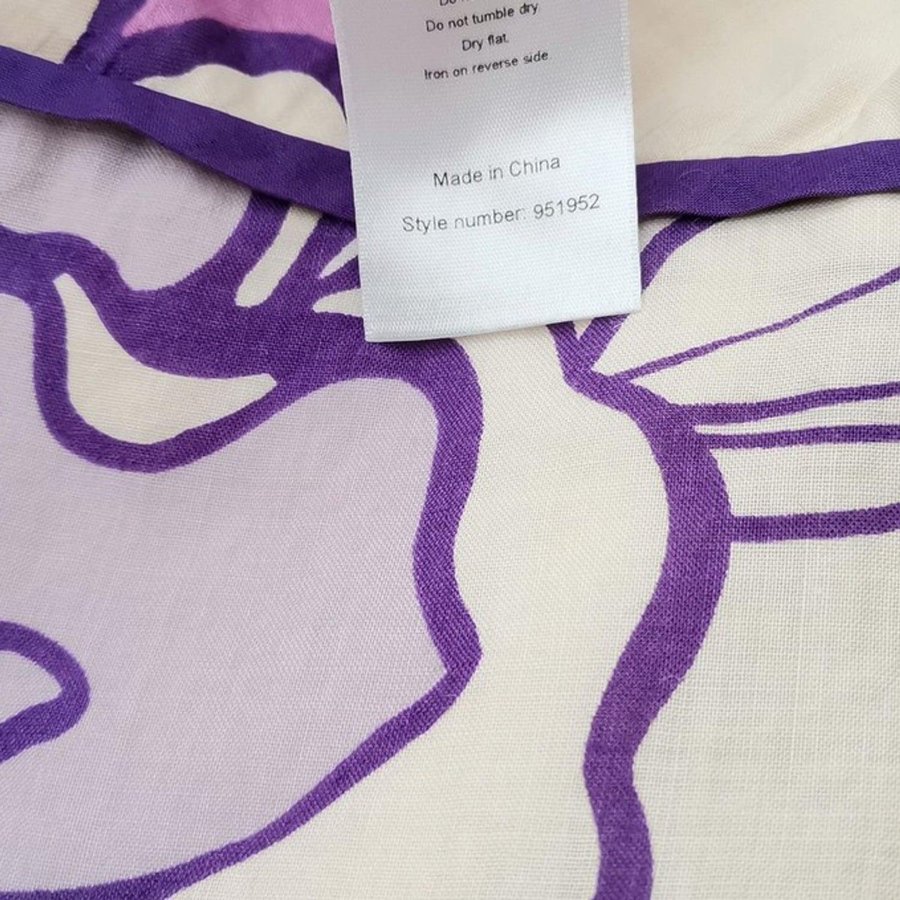 Do not tumble dry
Dry flat.
Iron on reverse side
Made in China
Style number: 951952